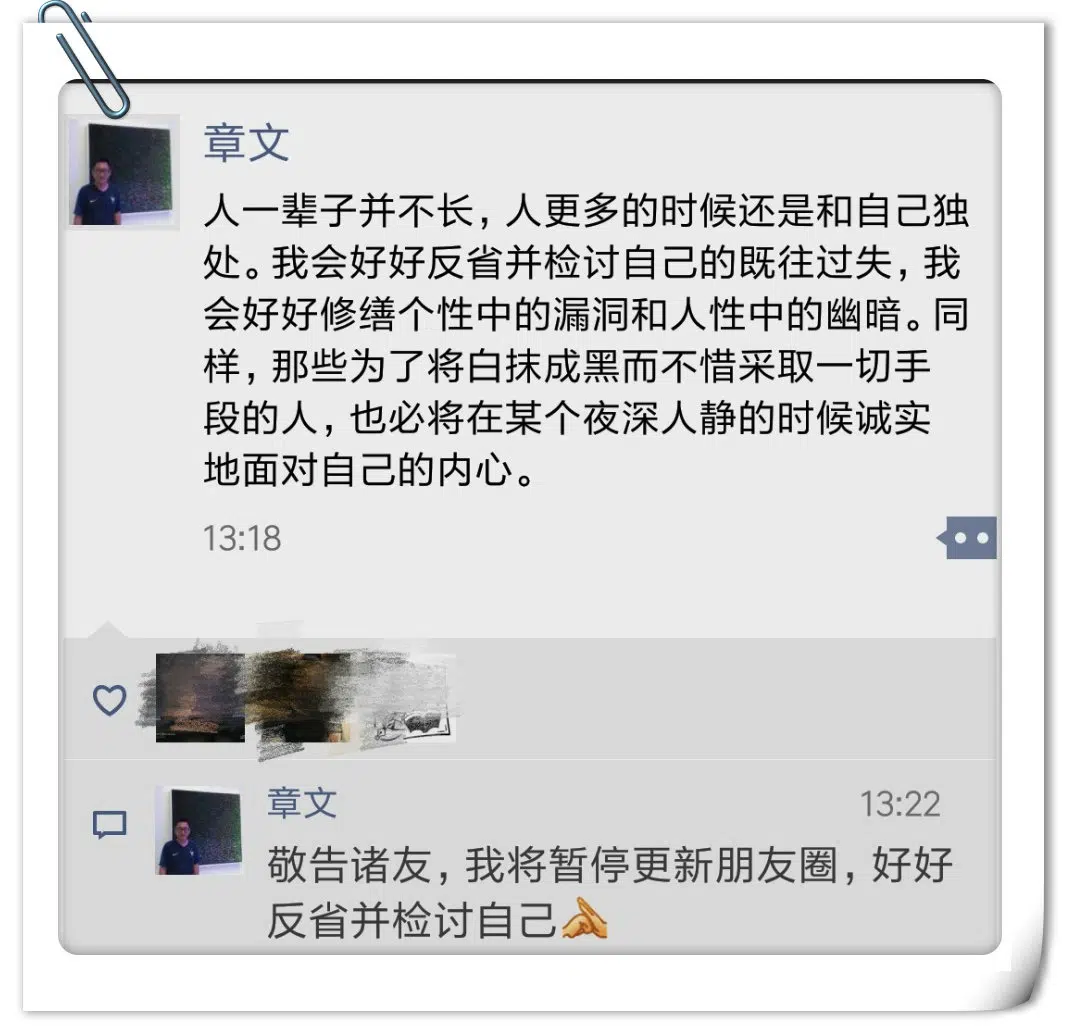 章文
人一辈子并不长，人更多的时候还是和自己独
处。我会好好反省并检讨自己的既往过失，我
会好好修缮个性中的漏洞和人性中的幽暗。同
样，那些为了将白抹成黑而不惜采取一切手
段的人，也必将在某个夜深人静的时候诚实
地面对自己的内心。
13:18
章文
13:22
敬告诸友，我将暂停更新朋友圈，好好
反省并检讨自己